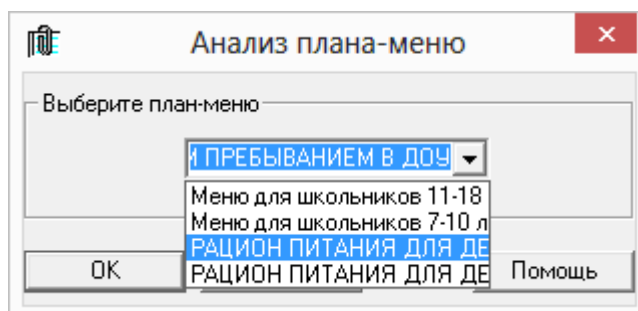 Анализ плана-меню
Выберите план-меню
И ПРЕБЫВАНИЕМ В ДОУ
Меню для школьников 11-18
Меню для школьников 7-10 л
РАЦИОН ПИТАНИЯ ДЛЯ ДЕ
РАЦИОН ПИТАНИЯ ДЛЯ ДЕ
OK
Помощь